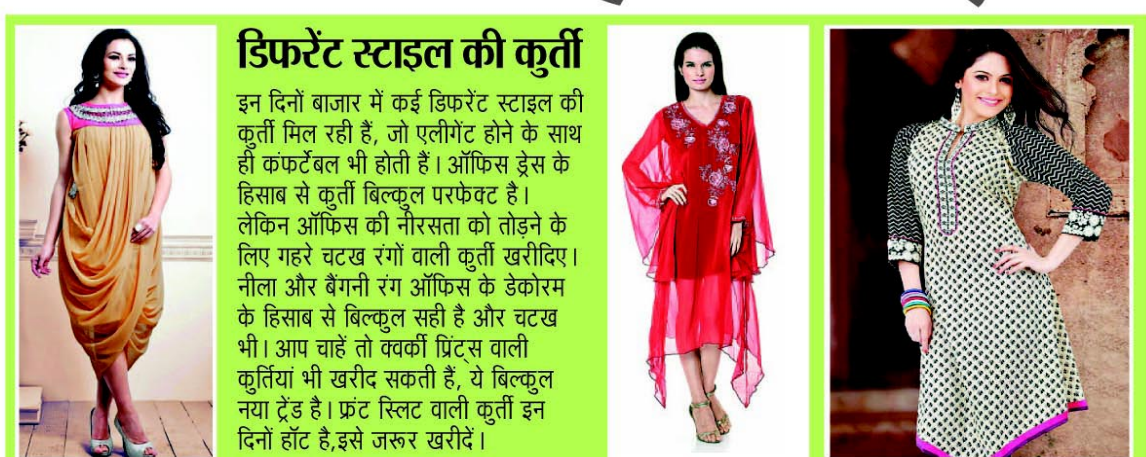 डिफरेंट स्टाइल की कुर्ती
इन दिनों बाजार में कई डिफरेंट स्टाइल की
कुर्ती मिल रही हैं, जो एलीगेंट होने के साथ
ही कंफर्टेबल भी होती हैं। ऑफिस ड्रेस के
हिसाब से कुर्ती बिल्कुल परफेक्ट है।
लेकिन ऑफिस की नीरसता को तोड़ने के
लिए गहरे चटख रंगों वाली कुर्ती खरीदिए।
नीला और बैंगनी रंग ऑफिस के डेकोरम
के हिसाब से बिल्कुल सही है और चटख
भी। आप चाहें तो क्वर्की प्रिंट्स वाली
कुर्तियां भी खरीद सकती हैं, ये बिल्कुल
नया ट्रेंड है। फ्रंट स्लिट वाली कुर्ती इन
दिनों हॉट है,इसे जरूर खरीदें।